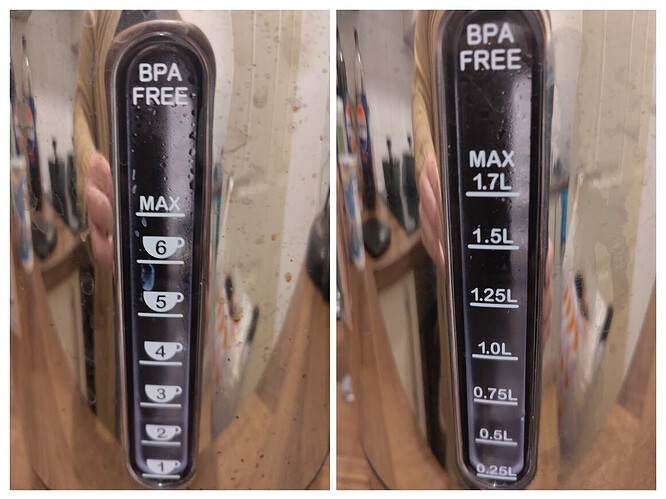 BPA
FREE
MAX
6
5
4
3
2
1
BPA
FREE
MAX
1.7L
1.5L
1.25L
1.0L
0.75L
0.5L
0.25L